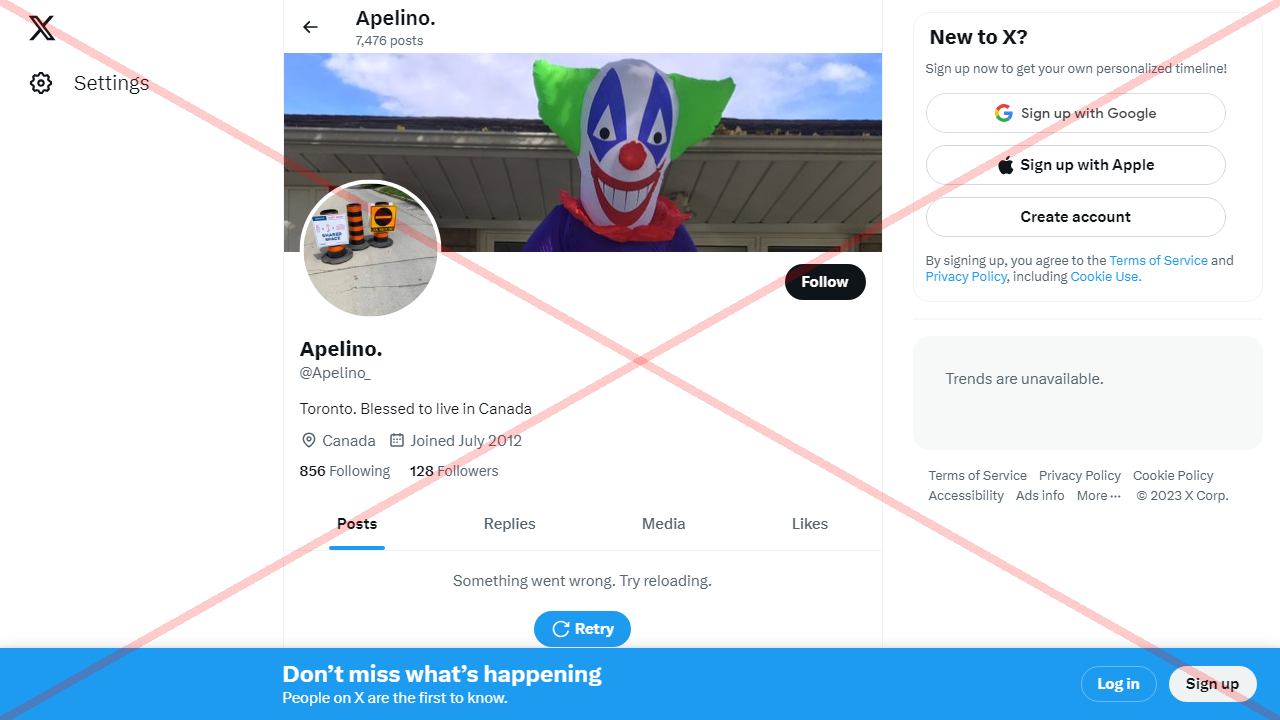 Settings
Apelino.
7,476 posts
SHARED
SPACE
Follow
Apelino.
@Apelino_
Toronto. Blessed to live in Canada
Canada Joined July 2012
856 Following 128 Followers
Posts Replies Media Likes
Something went wrong. Try reloading.
Retry
New to X?
Sign up now to get your own personalized timeline!
Sign up with Google
Sign up with Apple
Create account
By signing up, you agree to the Terms of Service and
Privacy Policy, including Cookie Use.
Trends are unavailable.
Terms of Service Privacy Policy Cookie Policy
Accessibility Ads info More ··· © 2023 X Corp.
Don’t miss what’s happening
People on X are the first to know.
Log in Sign up